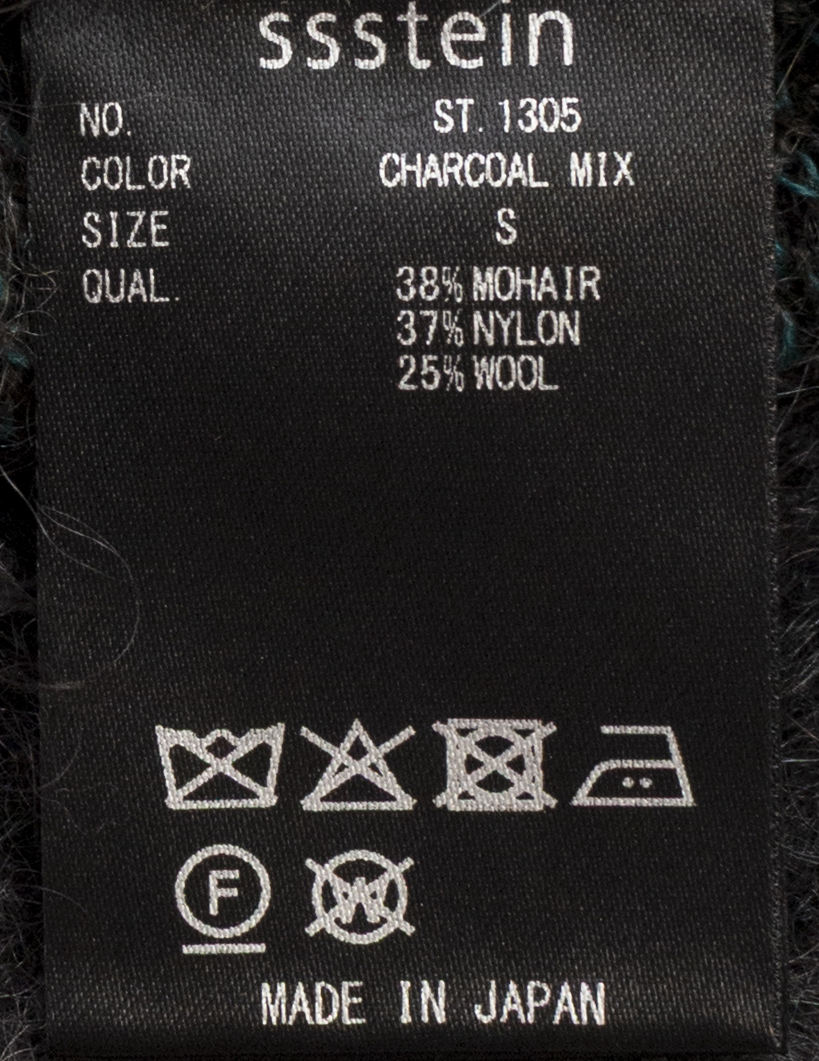 ssstein
NO. ST.1305
COLOR CHARCOAL MIX
SIZE S
QUAL. 38% MOHAIR
37% NYLON
25% WOOL
F W
MADE IN JAPAN